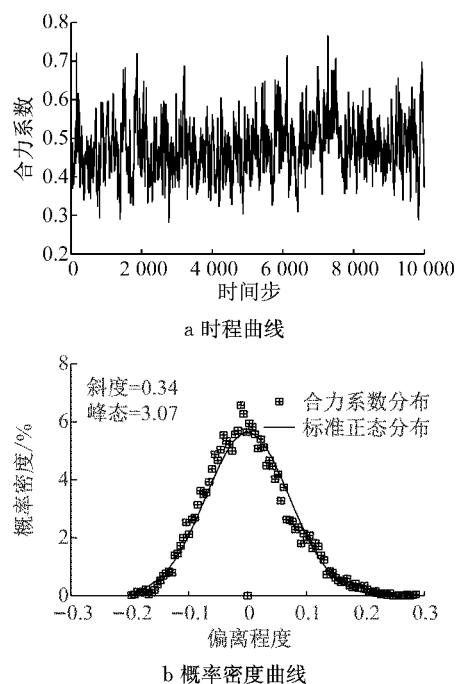 0.8
0.7
0.6
0.5
0.4
0.3
0.2
合力系数
0 2 000 4 000 6 000 8 000 10 000
时间步
a 时程曲线
8
6
4
2
0
概率密度/%
斜度=0.34
峰态=3.07
合力系数分布
标准正态分布
-0.3 -0.2 -0.1 0 0.1 0.2 0.3
偏离程度
b 概率密度曲线